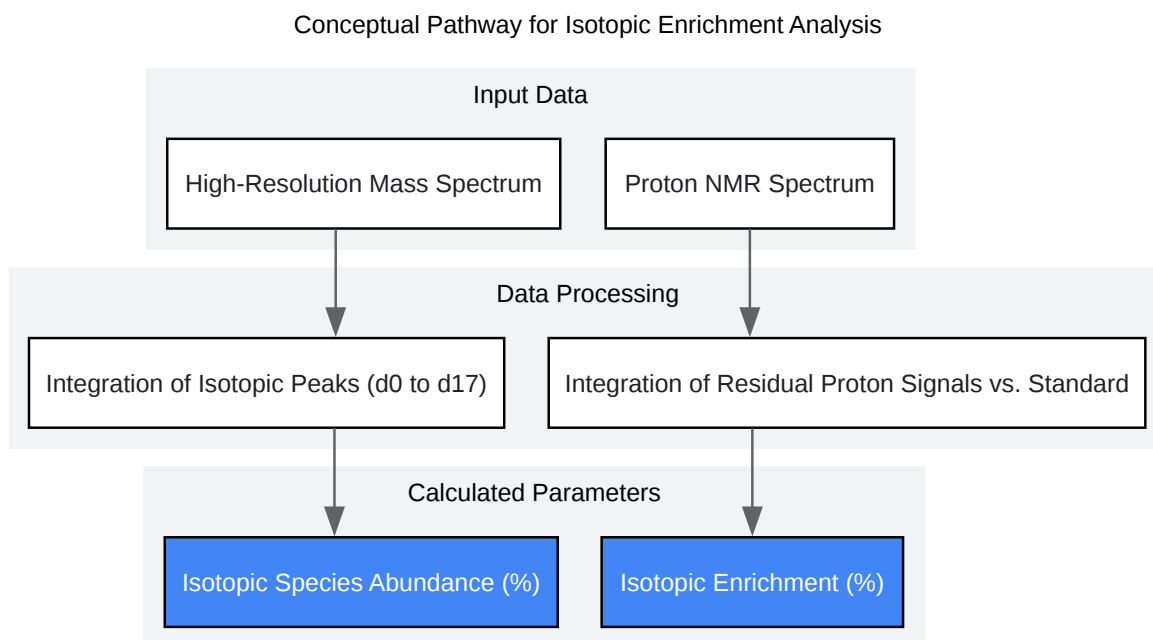 Conceptual Pathway for Isotopic Enrichment Analysis
Input Data
High-Resolution Mass Spectrum
Proton NMR Spectrum
Data Processing
Integration of Isotopic Peaks (d0 to d17)
Integration of Residual Proton Signals vs. Standard
Calculated Parameters
Isotopic Species Abundance (%)
Isotopic Enrichment (%)